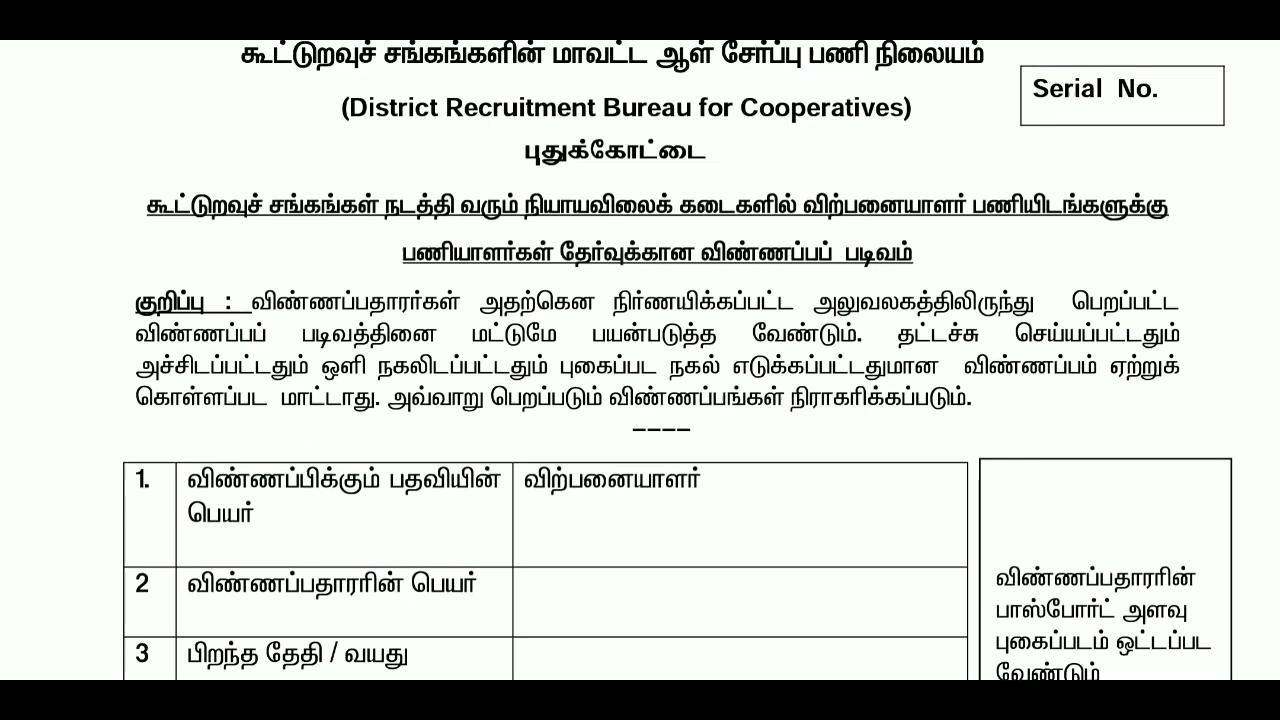 கூட்டுறவுச் சங்கங்களின் மாவட்ட ஆள் சேர்ப்பு பணி நிலையம்
Serial No.
(District Recruitment Bureau for Cooperatives)
புதுக்கோட்டை
கூட்டுறவுச் சங்கங்கள் நடத்தி வரும் நியாயவிலைக் கடைகளில் விற்பனையாளர் பணியிடங்களுக்கு
பணியாளர்கள் தேர்வுக்கான விண்ணப்பப் படிவம்
குறிப்பு : விண்ணப்பதாரர்கள் அதற்கென நிர்ணயிக்கப்பட்ட அலுவலகத்திலிருந்து பெறப்பட்ட
விண்ணப்பப் படிவத்தினை மட்டுமே பயன்படுத்த வேண்டும். தட்டச்சு செய்யப்பட்டதும்
அச்சிடப்பட்டதும் ஒளி நகலிடப்பட்டதும் புகைப்பட நகல் எடுக்கப்பட்டதுமான விண்ணப்பம் ஏற்றுக்
கொள்ளப்பட மாட்டாது. அவ்வாறு பெறப்படும் விண்ணப்பங்கள் நிராகரிக்கப்படும்.
----
1. விண்ணப்பிக்கும் பதவியின் விற்பனையாளர்
பெயர்
2 விண்ணப்பதாரரின் பெயர்
3 பிறந்த தேதி / வயது
விண்ணப்பதாரரின்
பாஸ்போர்ட் அளவு
புகைப்படம் ஒட்டப்பட
வேண்டும்